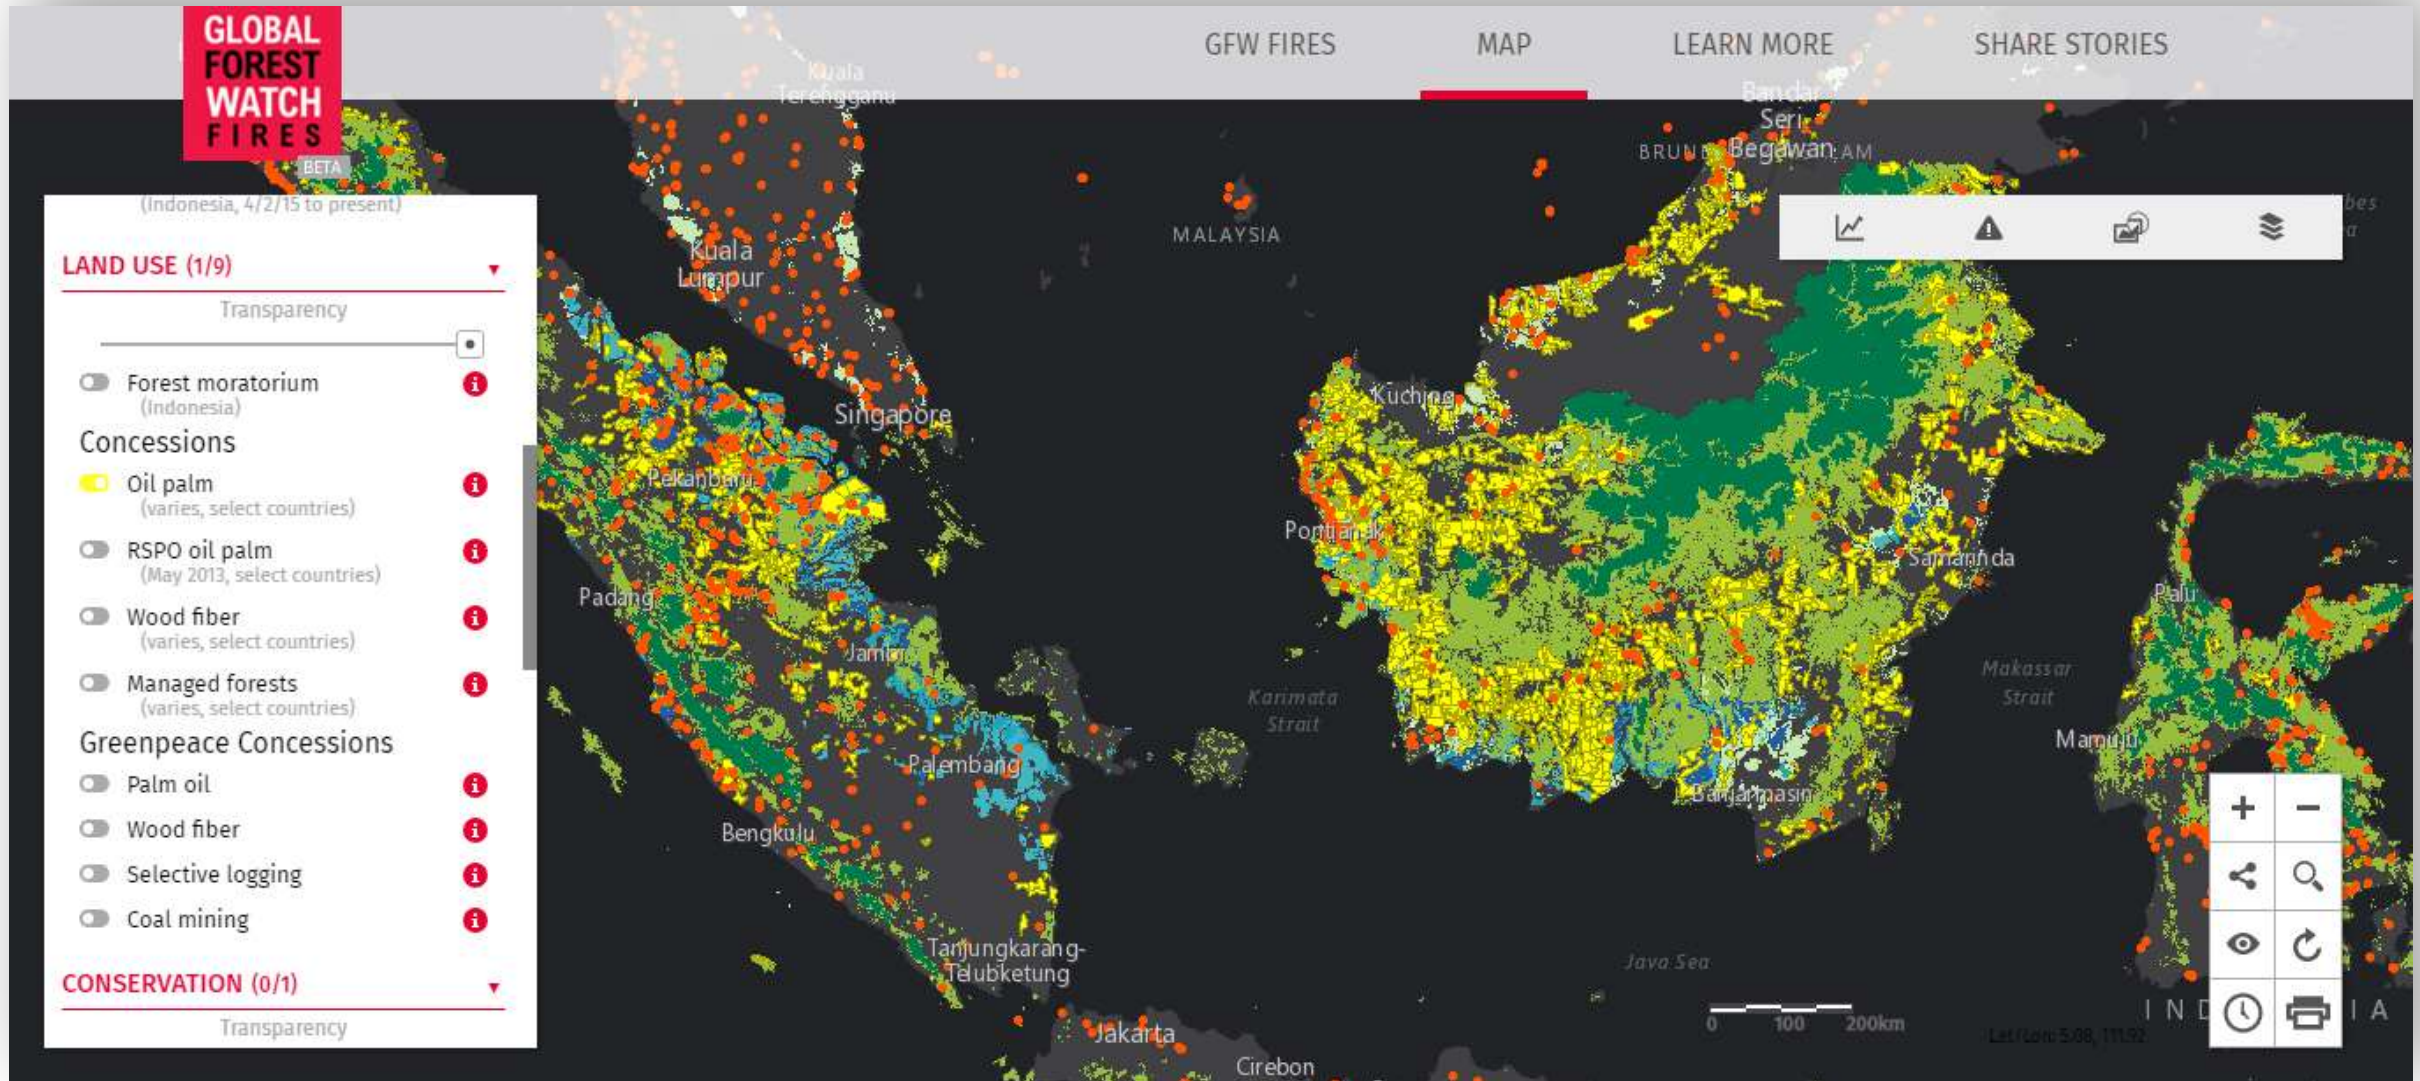 GLOBAL
FOREST
WATCH
FIRES
BETA
GFW FIRES
MAP
LEARN MORE
SHARE STORIES
(Indonesia, 4/2/15 to present)
LAND USE (1/9)
Transparency
Forest moratorium
(Indonesia)
Concessions
Oil palm
(varies, select countries)
RSPO oil palm
(May 2013, select countries)
Wood fiber
(varies, select countries)
Managed forests
(varies, select countries)
Greenpeace Concessions
Palm oil
Wood fiber
Selective logging
Coal mining
CONSERVATION (0/1)
Transparency
Kuala
Terengganu
Bandar
Seri
Begawan
MALAYSIA
Kuala
Lumpur
Singapore
Kuching
Pekanbaru
Pontianak
Padang
Samarinda
Palu
Jambi
Karimata
Strait
Makassar
Strait
Palembang
Mamuju
Banjarmasin
Bengkulu
Tanjungkarang-
Telubketung
Java Sea
Jakarta
Cirebon
0 100 200km